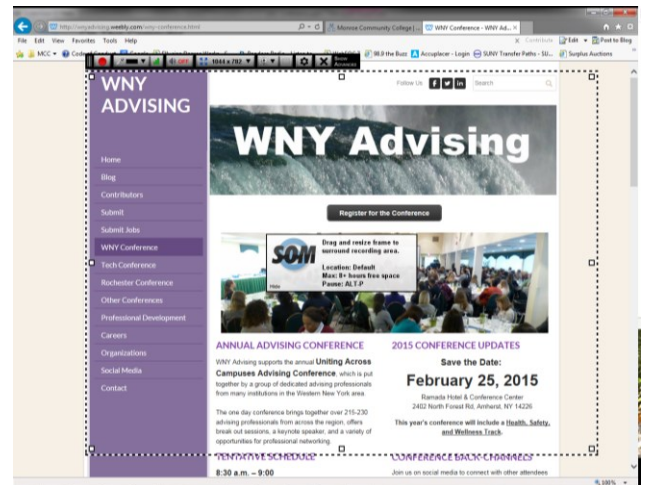 http://wnyadvising.weebly.com/wny-conference.html
Monroe Community College |...
WNY Conference - WNY Ad...
File Edit View Favorites Tools Help
MCC
98.9 the Buzz
Accuplacer - Login
SUNY Transfer Paths - SU...
Surplus Auctions
Contribute
Edit
Post to Blog
OFF
1044 x 792
WNY
ADVISING
Follow Us
Search
Home
Blog
Contributors
Submit
Submit Jobs
WNY Conference
Tech Conference
Rochester Conference
Other Conferences
Professional Development
Careers
Organizations
Social Media
Contact
WNY Advising
Register for the Conference
SOM
Drag and resize frame to
surround recording area.
Location: Default
Max: 8+ hours free space
Pause: ALT-P
Hide
ANNUAL ADVISING CONFERENCE
WNY Advising supports the annual Uniting Across
Campuses Advising Conference, which is put
together by a group of dedicated advising professionals
from many institutions in the Western New York area.
The one day conference brings together over 215-230
advising professionals from across the region, offers
break out sessions, a keynote speaker, and a variety of
opportunities for professional networking.
TENTATIVE SCHEDULE
8:30 a.m. – 9:00
2015 CONFERENCE UPDATES
Save the Date:
February 25, 2015
Ramada Hotel & Conference Center
2402 North Forest Rd, Amherst, NY 14226
This year's conference will include a Health, Safety,
and Wellness Track.
CONFERENCE BACK-CHANNELS
Join us on social media to connect with other attendees
100%